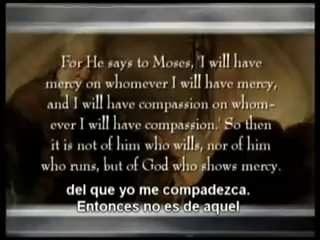 For He says to Moses, 'I will have
mercy on whomever I will have mercy,
and I will have compassion on whom-
ever I will have compassion.' So then
it is not of him who wills, nor of him
who runs, but of God who shows mercy.
del que yo me compadezca.
Entonces no es de aquel